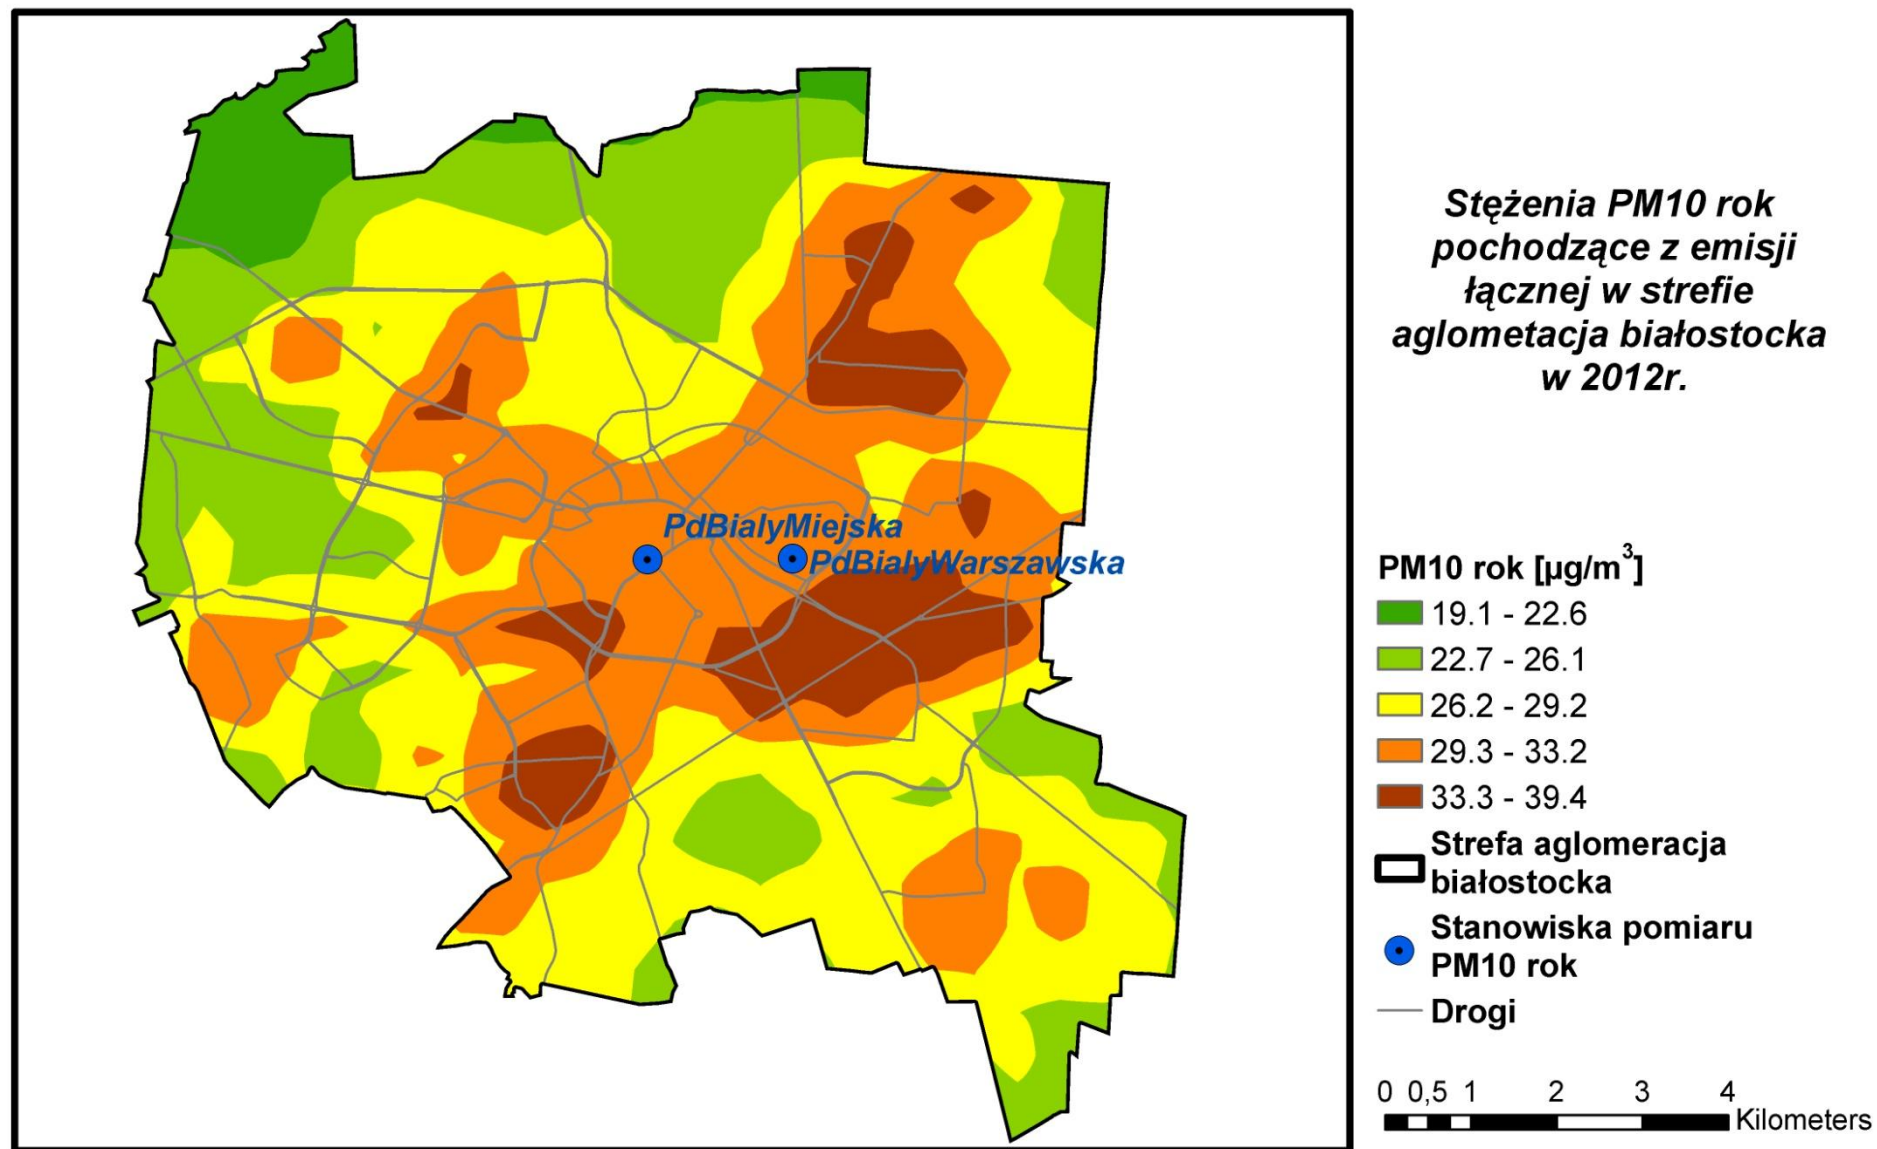 Stężenia PM10 rok
pochodzące z emisji
łącznej w strefie
aglometacja białostocka
w 2012r.
PdBialyMiejska
PdBialyWarszawska
PM10 rok [µg/m³]
19.1 - 22.6
22.7 - 26.1
26.2 - 29.2
29.3 - 33.2
33.3 - 39.4
Strefa aglomeracja
białostocka
Stanowiska pomiaru
PM10 rok
Drogi
0 0,5 1 2 3 4
Kilometers